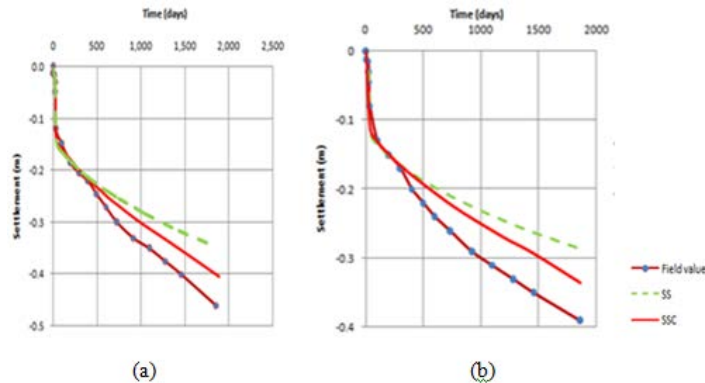 Time (days)
0 500 1,000 1,500 2,000 2,500
0.0
-0.1
-0.2
-0.3
-0.4
-0.5
Settlement (m)
(a)
Time (days)
0 500 1000 1500 2000
0
-0.1
-0.2
-0.3
-0.4
Settlement (m)
(b)
Field value
SS
SSC